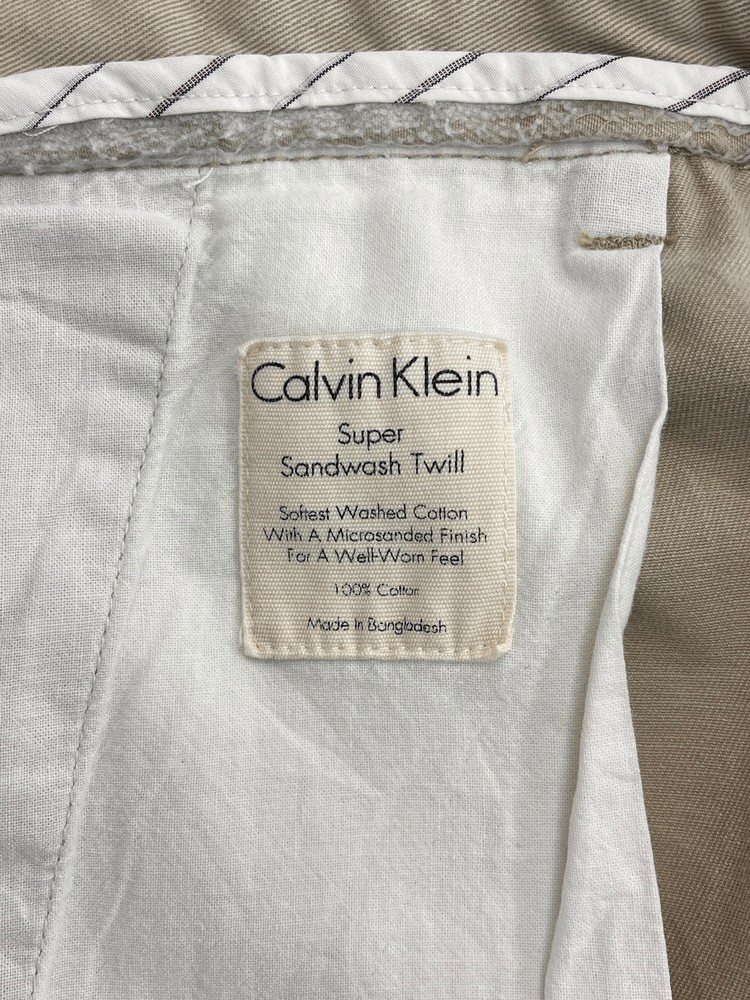 Calvin Klein
Super
Sandwash Twill
Softest Washed Cotton
With A Microsanded Finish
For A Well-Worn Feel
100% Cotton
Made In Bangladesh